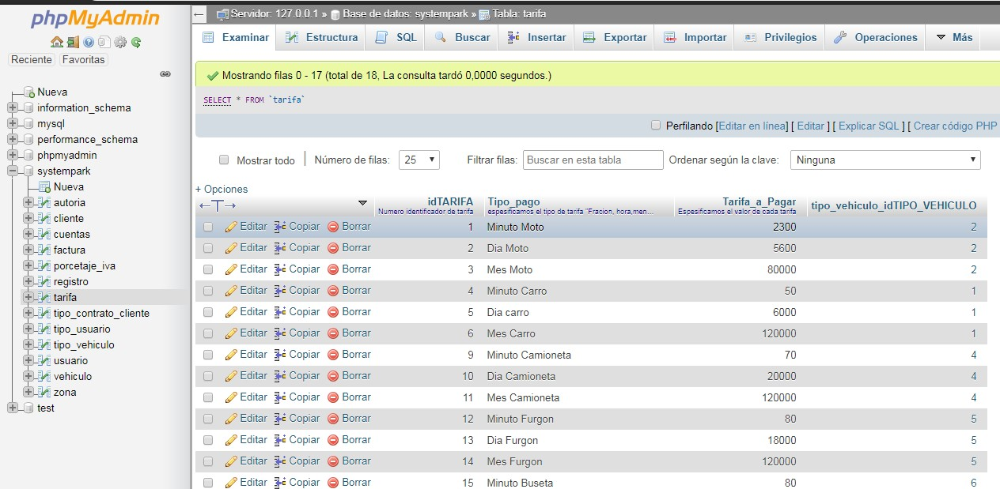 phpMyAdmin
Reciente Favoritas
Nueva
information_schema
mysql
performance_schema
phpmyadmin
systempark
Nueva
autoria
cliente
cuentas
factura
porcetaje_iva
registro
tarifa
tipo_contrato_cliente
tipo_usuario
tipo_vehiculo
usuario
vehiculo
zona
test
Servidor: 127.0.0.1 » Base de datos: systempark » Tabla: tarifa
Examinar Estructura SQL Buscar Insertar Exportar Importar Privilegios Operaciones Más
Mostrando filas 0 - 17 (total de 18, La consulta tardó 0,0000 segundos.)
SELECT * FROM `tarifa`
Perfilando [Editar en línea] [ Editar ] [ Explicar SQL ] [ Crear código PHP
Mostrar todo Número de filas: 25 Filtrar filas: Buscar en esta tabla Ordenar según la clave: Ninguna
+ Opciones
idTARIFA Tipo_pago Tarifa_a_Pagar tipo_vehiculo_idTIPO_VEHICULO
Numero identificador de tarifa espesificamos el tipo de tarifa "Fracion, hora,men... Espesificamos el valor de cada tarifa
Editar Copiar Borrar 1 Minuto Moto 2300 2
Editar Copiar Borrar 2 Dia Moto 5600 2
Editar Copiar Borrar 3 Mes Moto 80000 2
Editar Copiar Borrar 4 Minuto Carro 50 1
Editar Copiar Borrar 5 Dia carro 6000 1
Editar Copiar Borrar 6 Mes Carro 120000 1
Editar Copiar Borrar 9 Minuto Camioneta 70 4
Editar Copiar Borrar 10 Dia Camioneta 20000 4
Editar Copiar Borrar 11 Mes Camioneta 120000 4
Editar Copiar Borrar 12 Minuto Furgon 80 5
Editar Copiar Borrar 13 Dia Furgon 18000 5
Editar Copiar Borrar 14 Mes Furgon 120000 5
Editar Copiar Borrar 15 Minuto Buseta 80 6